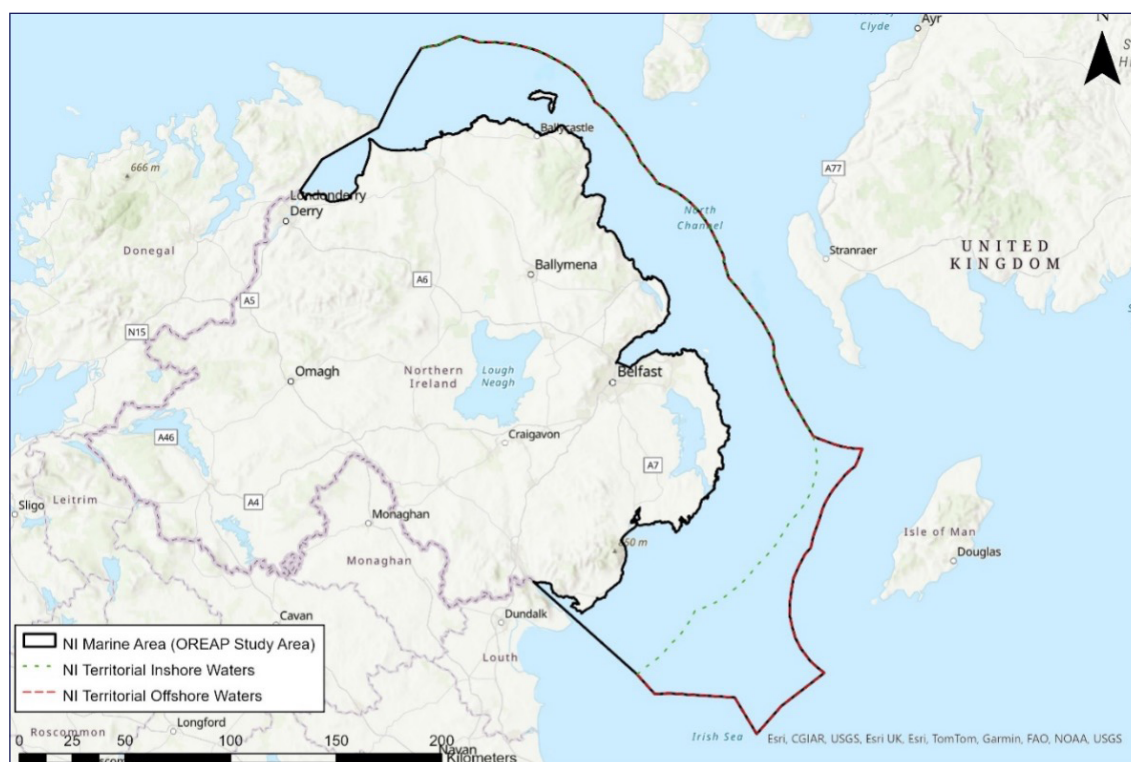 Clyde
Ayr
N
Ballycastle
666 m
A77
Londonderry
Derry
North
Channel
Stranraer
UNITED
KINGDOM
Donegal
Ballymena
A6
A5
N15
Omagh
Northern
Ireland
Lough
Neagh
Belfast
Craigavon
A46
A7
A4
Leitrim
Sligo
Monaghan
Isle of Man
Douglas
Monaghan
Cavan
Dundalk
Louth
NI Marine Area (OREAP Study Area)
NI Territorial Inshore Waters
NI Territorial Offshore Waters
Roscommon
Longford
0 25 50 100 150 200
Navan
Kilometers
Irish Sea
Esri, CGIAR, USGS, Esri UK, Esri, TomTom, Garmin, FAO, NOAA, USGS